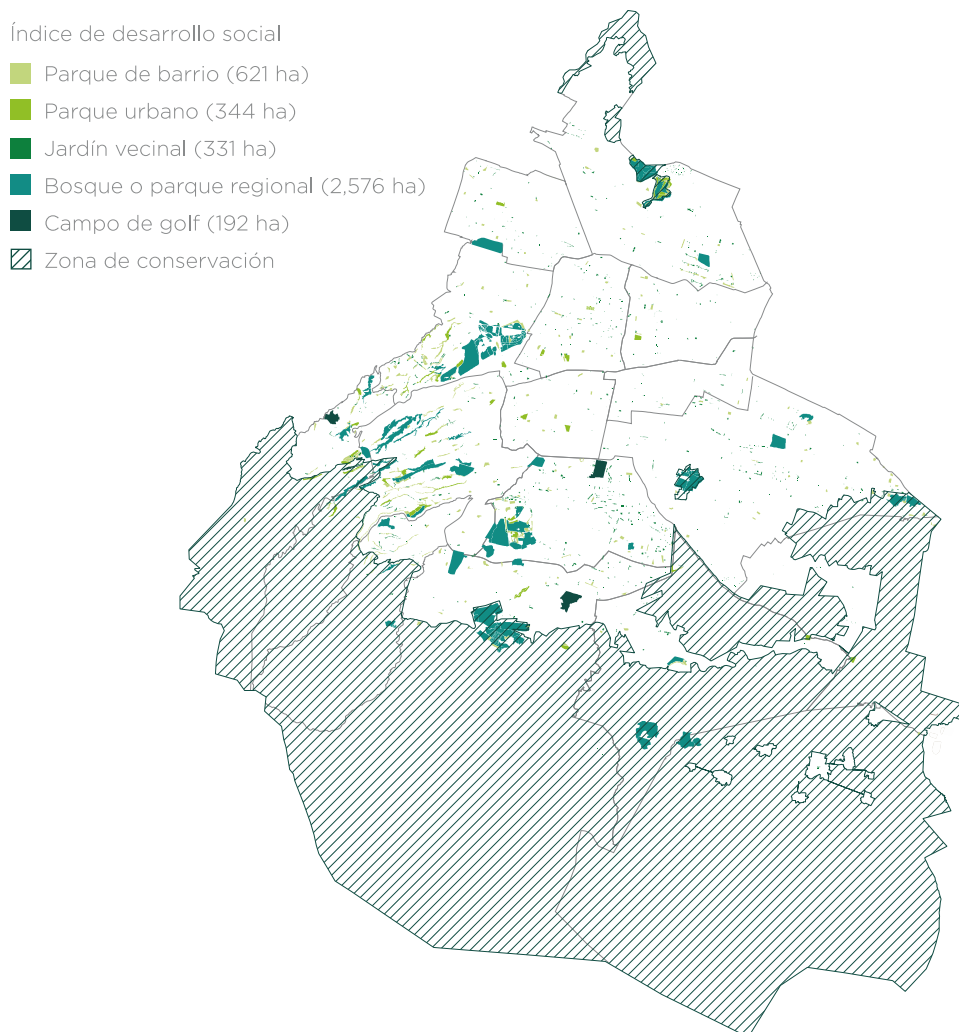 Índice de desarrollo social
Parque de barrio (621 ha)
Parque urbano (344 ha)
Jardín vecinal (331 ha)
Bosque o parque regional (2,576 ha)
Campo de golf (192 ha)
Zona de conservación